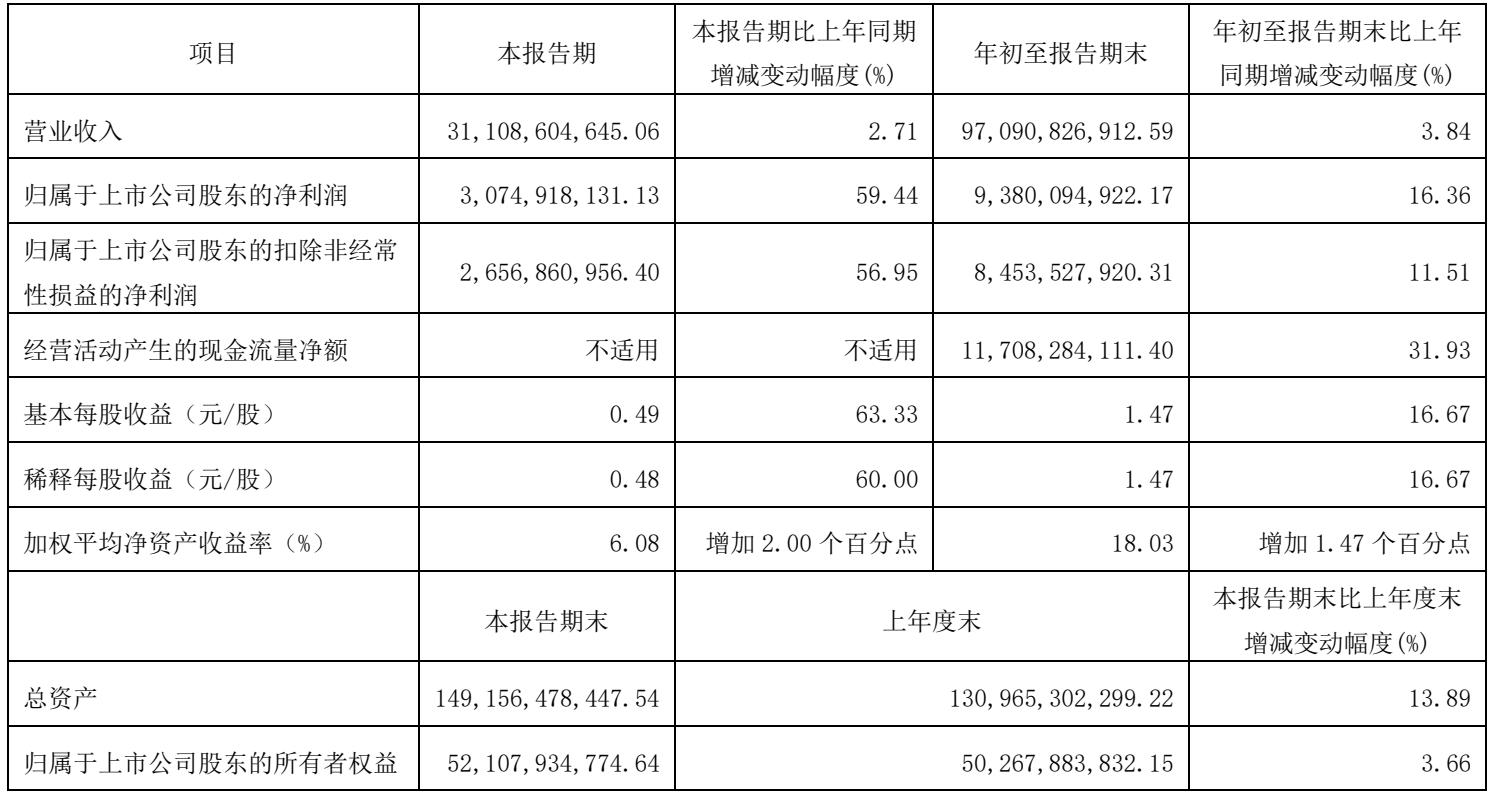 项目 本报告期 本报告期比上年同期增减变动幅度(%) 年初至报告期末 年初至报告期末比上年同期增减变动幅度(%)
营业收入 31,108,604,645.06 2.71 97,090,826,912.59 3.84
归属于上市公司股东的净利润 3,074,918,131.13 59.44 9,380,094,922.17 16.36
归属于上市公司股东的扣除非经常性损益的净利润 2,656,860,956.40 56.95 8,453,527,920.31 11.51
经营活动产生的现金流量净额 不适用 不适用 11,708,284,111.40 31.93
基本每股收益（元/股） 0.49 63.33 1.47 16.67
稀释每股收益（元/股） 0.48 60.00 1.47 16.67
加权平均净资产收益率（%） 6.08 增加 2.00 个百分点 18.03 增加 1.47 个百分点
本报告期末 上年度末 本报告期末比上年度末增减变动幅度(%)
总资产 149,156,478,447.54 130,965,302,299.22 13.89
归属于上市公司股东的所有者权益 52,107,934,774.64 50,267,883,832.15 3.66